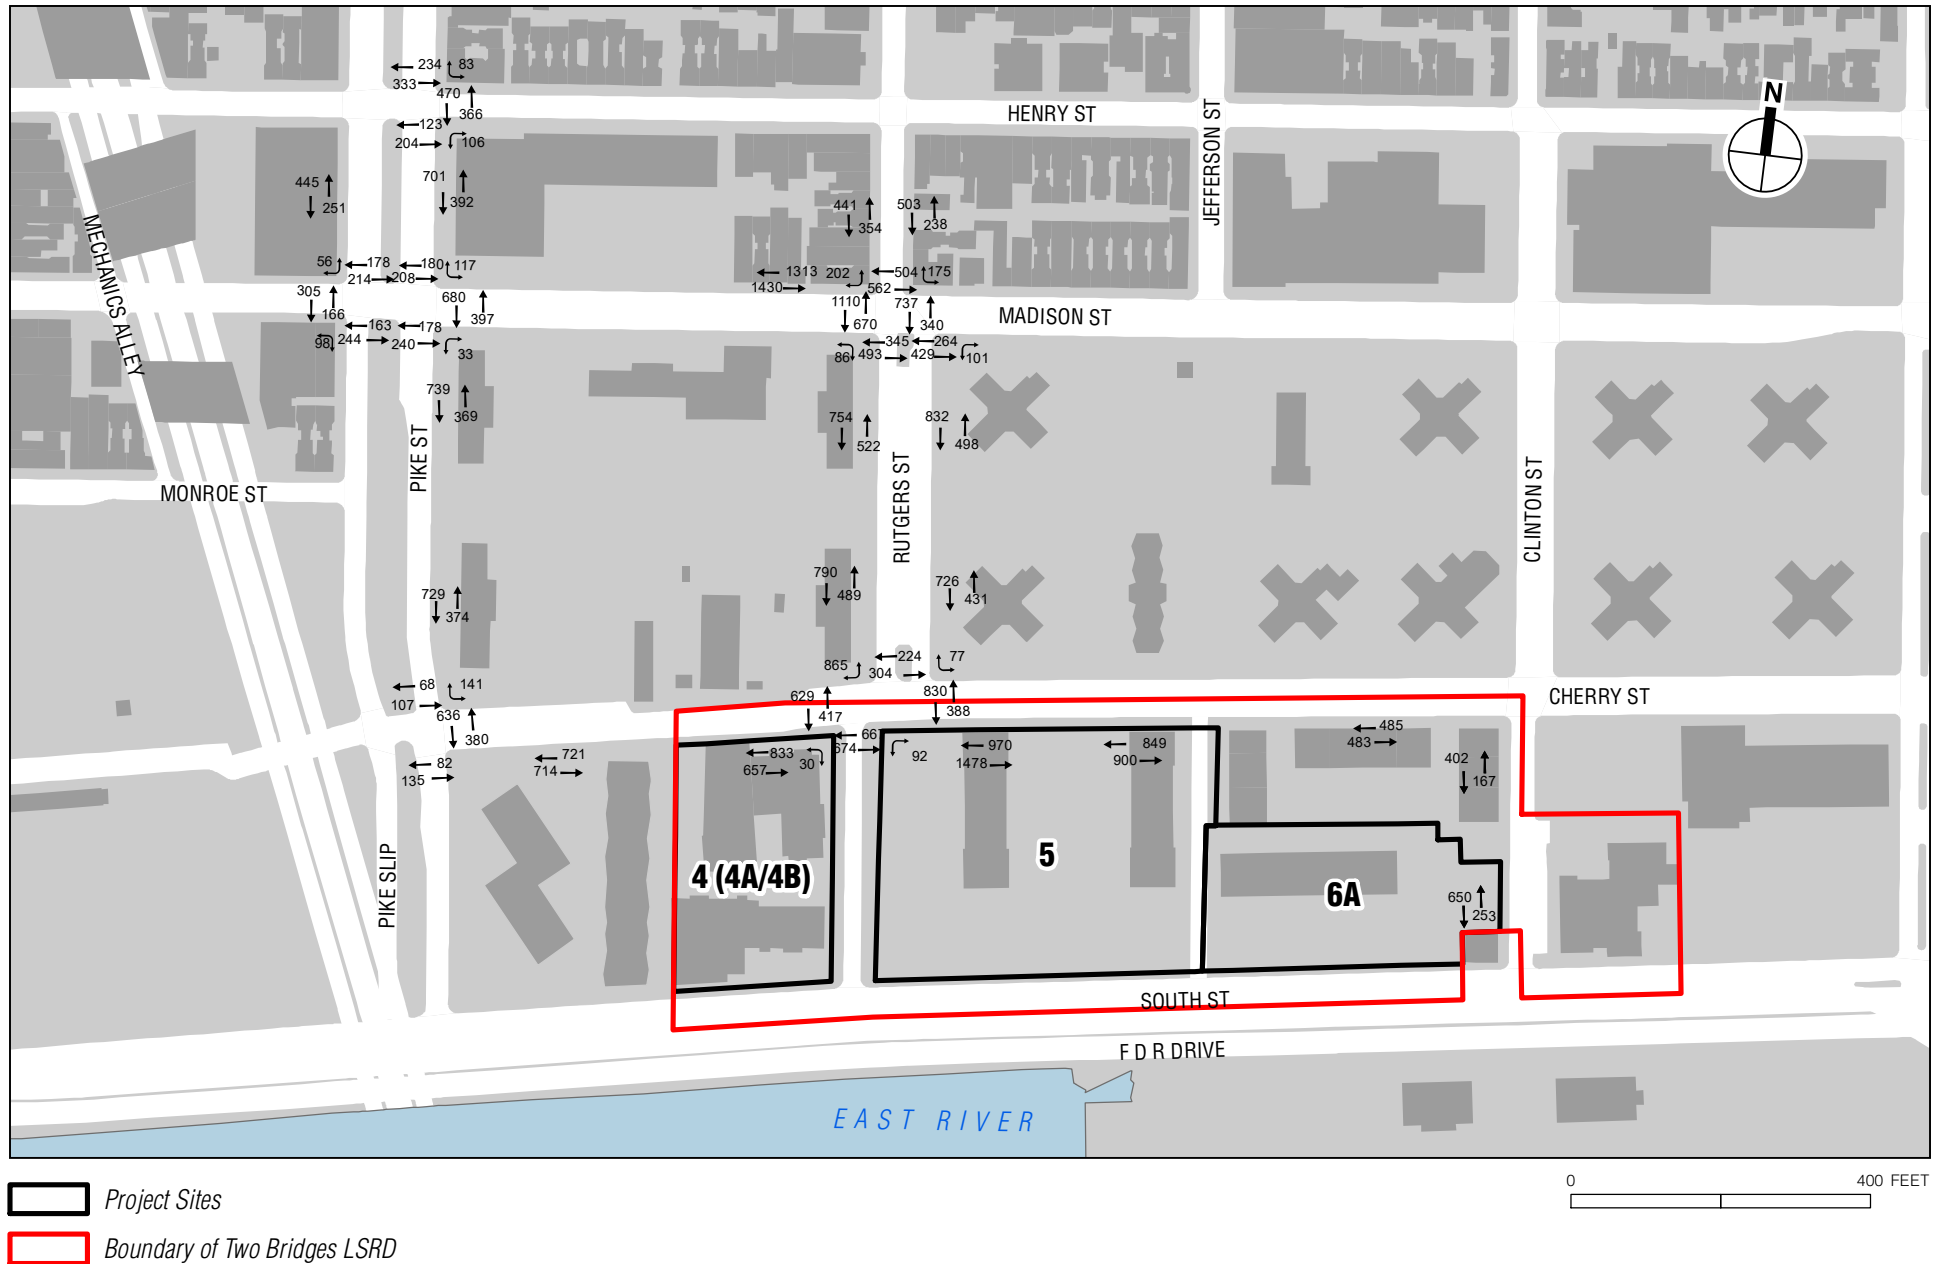 234 83
333
470
366
HENRY ST
JEFFERSON ST
N
123
204 106
445
251
701
392
441
354
503
238
MECHANICS ALLEY
56 178 180 117
214 208
1313 202 504 175
1430 562
305
166
680
397
1110
670
737
340
MADISON ST
163 178
98 244 240 33
345 264
86 493 429 101
739
369
754
522
832
498
PIKE ST
RUTGERS ST
CLINTON ST
MONROE ST
729
374
790
489
726
431
865 224 77
304
68 141
107
636
380
629
417
830
388
CHERRY ST
82
135
721
714
833
657 30
667
674
92
970
1478
849
900
485
483
402
167
PIKE SLIP
4 (4A/4B)
5
6A
650
253
SOUTH ST
F D R DRIVE
EAST RIVER
Project Sites
Boundary of Two Bridges LSRD
0 400 FEET